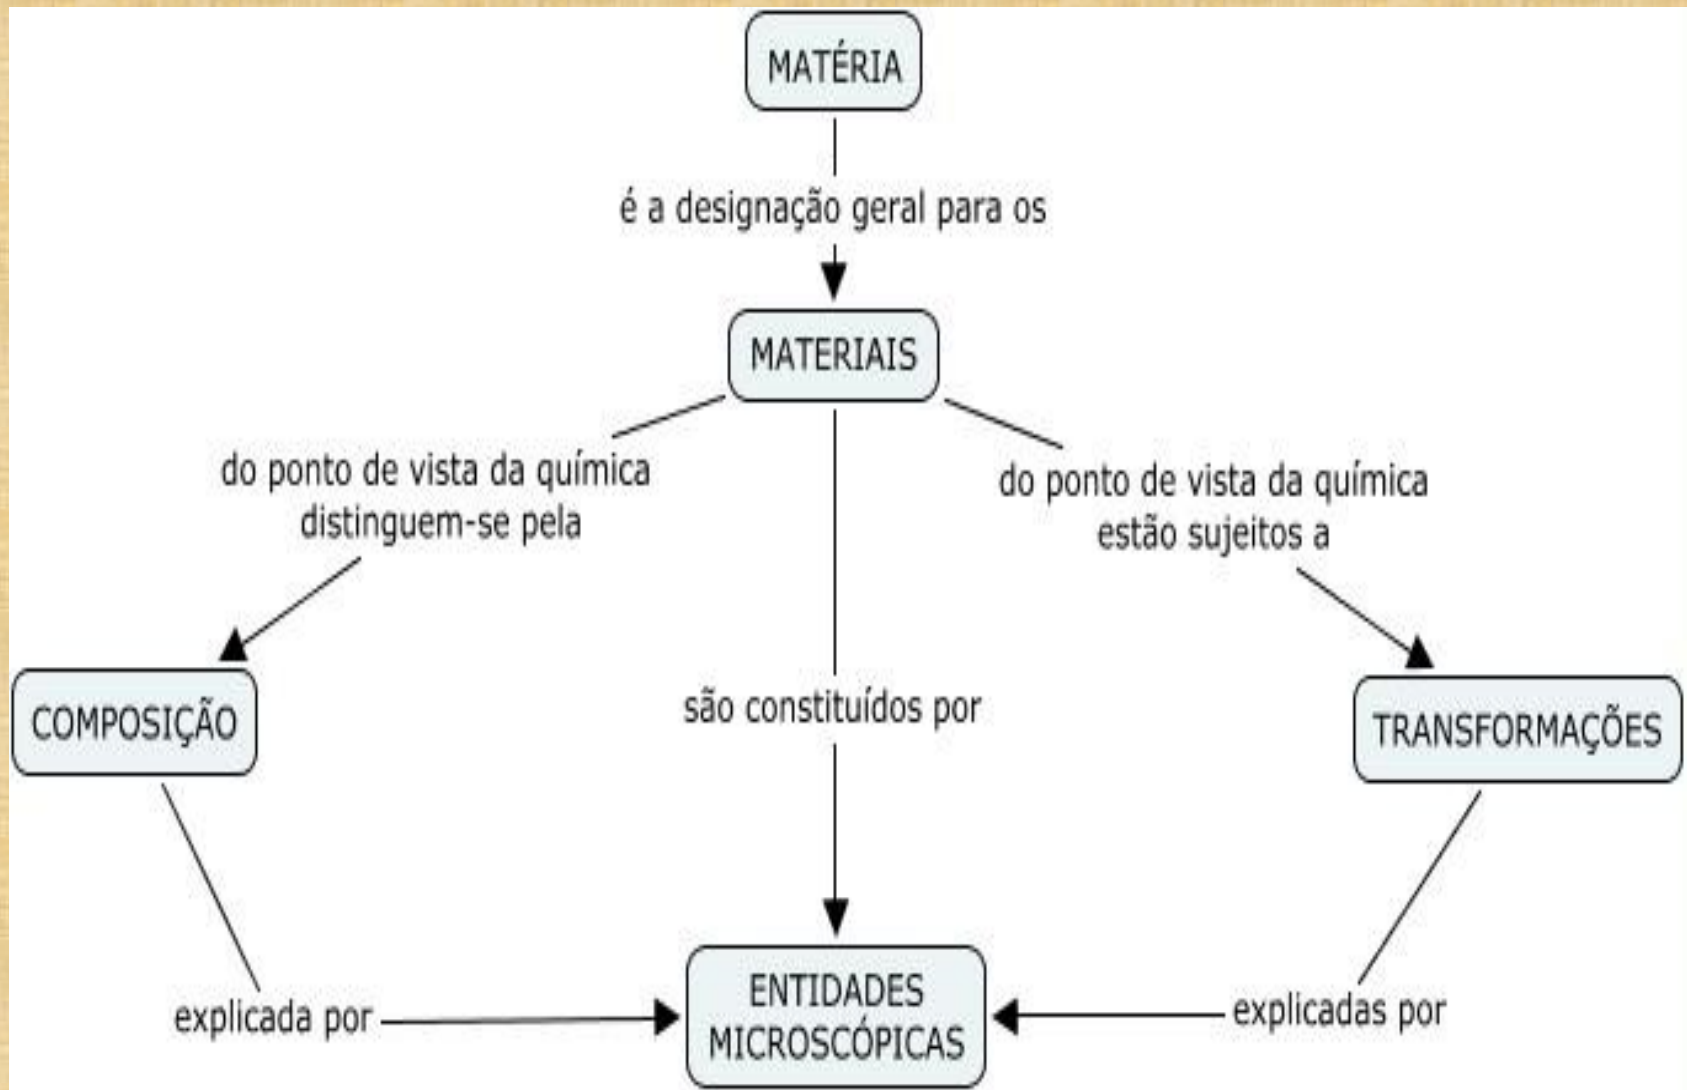 MATÉRIA
é a designação geral para os
MATERIAIS
do ponto de vista da química
distinguem-se pela
do ponto de vista da química
estão sujeitos a
COMPOSIÇÃO
são constituídos por
TRANSFORMAÇÕES
explicada por
ENTIDADES
MICROSCÓPICAS
explicadas por